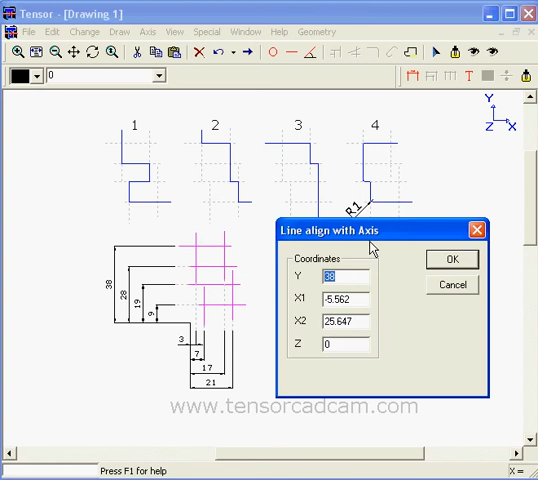 Tensor - [Drawing 1]
File Edit Change Draw Axis View Special Window Help Geometry
0
Y
Z X
1 2 3 4
R1
Line align with Axis
Coordinates
Y 38
X1 -5.562
X2 25.647
Z 0
OK
Cancel
38
28
19
9
3
7
17
21
www.tensorcadcam.com
Press F1 for help
X =